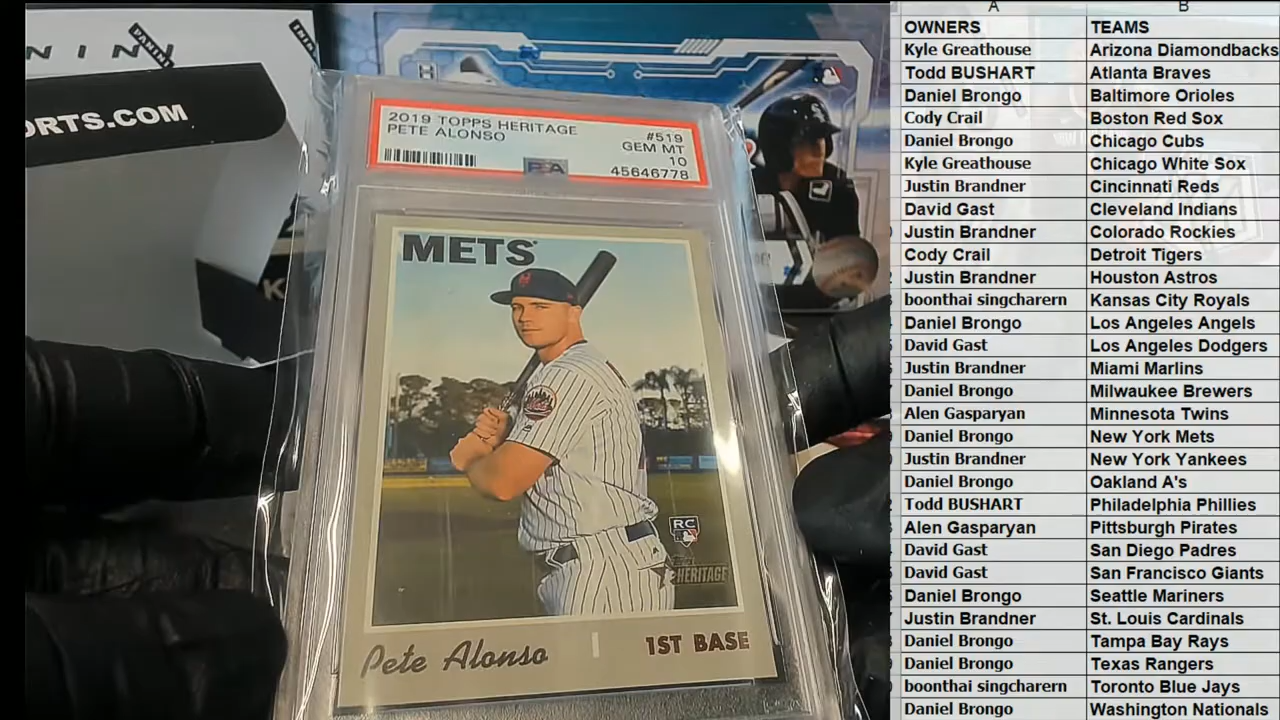 NINI
PANINI
ORTS.COM
2019 TOPPS HERITAGE
#519
PETE ALONSO
GEM MT
10
PSA
45646778
METS
RC
HERITAGE
Pete Alonso
1ST BASE
A
B
OWNERS
TEAMS
Kyle Greathouse
Arizona Diamondbacks
Todd BUSHART
Atlanta Braves
Daniel Brongo
Baltimore Orioles
Cody Crail
Boston Red Sox
Daniel Brongo
Chicago Cubs
Kyle Greathouse
Chicago White Sox
Justin Brandner
Cincinnati Reds
David Gast
Cleveland Indians
Justin Brandner
Colorado Rockies
Cody Crail
Detroit Tigers
Justin Brandner
Houston Astros
boonthai singcharern
Kansas City Royals
Daniel Brongo
Los Angeles Angels
David Gast
Los Angeles Dodgers
Justin Brandner
Miami Marlins
Daniel Brongo
Milwaukee Brewers
Alen Gasparyan
Minnesota Twins
Daniel Brongo
New York Mets
Justin Brandner
New York Yankees
Daniel Brongo
Oakland A's
Todd BUSHART
Philadelphia Phillies
Alen Gasparyan
Pittsburgh Pirates
David Gast
San Diego Padres
David Gast
San Francisco Giants
Daniel Brongo
Seattle Mariners
Justin Brandner
St. Louis Cardinals
Daniel Brongo
Tampa Bay Rays
Daniel Brongo
Texas Rangers
boonthai singcharern
Toronto Blue Jays
Daniel Brongo
Washington Nationals